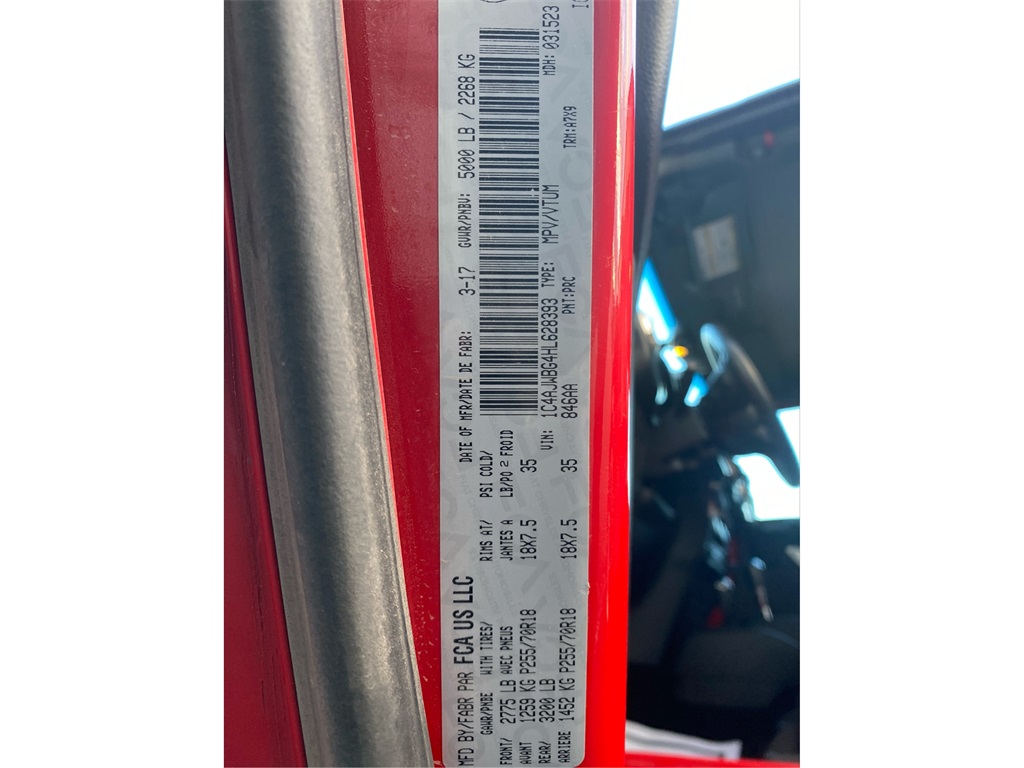 MFD BY/FABR PAR FCA US LLC DATE OF MFR/DATE DE FABR: 3-17 GVWR/PNBV: 5000 LB / 2268 KG
GAWR/PNBE WITH TIRES/ RIMS AT/ PSI COLD/
FRONT/ 2775 LB AVEC PNEUS JANTES A LB/PO 2 FROID
AVANT 1259 KG P255/70R18 18X7.5 35
REAR/ 3200 LB VIN: 1C4AJWBG4HL628393 TYPE: MPV/VTUM MDH: 031523
ARRIERE 1452 KG P255/70R18 18X7.5 35 846AA PNT:PRC TRM:A7X9